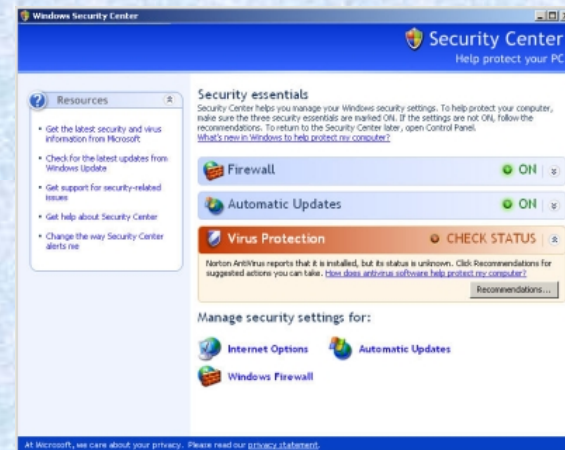 Windows Security Center
Security Center
Help protect your PC
Resources
Get the latest security and virus
information from Microsoft
Check for the latest updates from
Windows Update
Get support for security-related
issues
Get help about Security Center
Change the way Security Center
alerts me
Security essentials
Security Center helps you manage your Windows security settings. To help protect your computer,
make sure the three security essentials are marked ON. If the settings are not ON, follow the
recommendations. To return to the Security Center later, open Control Panel.
What's new in Windows to help protect my computer?
Firewall ON
Automatic Updates ON
Virus Protection CHECK STATUS
Norton AntiVirus reports that it is installed, but its status is unknown. Click Recommendations for
suggested actions you can take. How does antivirus software help protect my computer?
Recommendations...
Manage security settings for:
Internet Options Automatic Updates
Windows Firewall
At Microsoft, we care about your privacy. Please read our privacy statement.